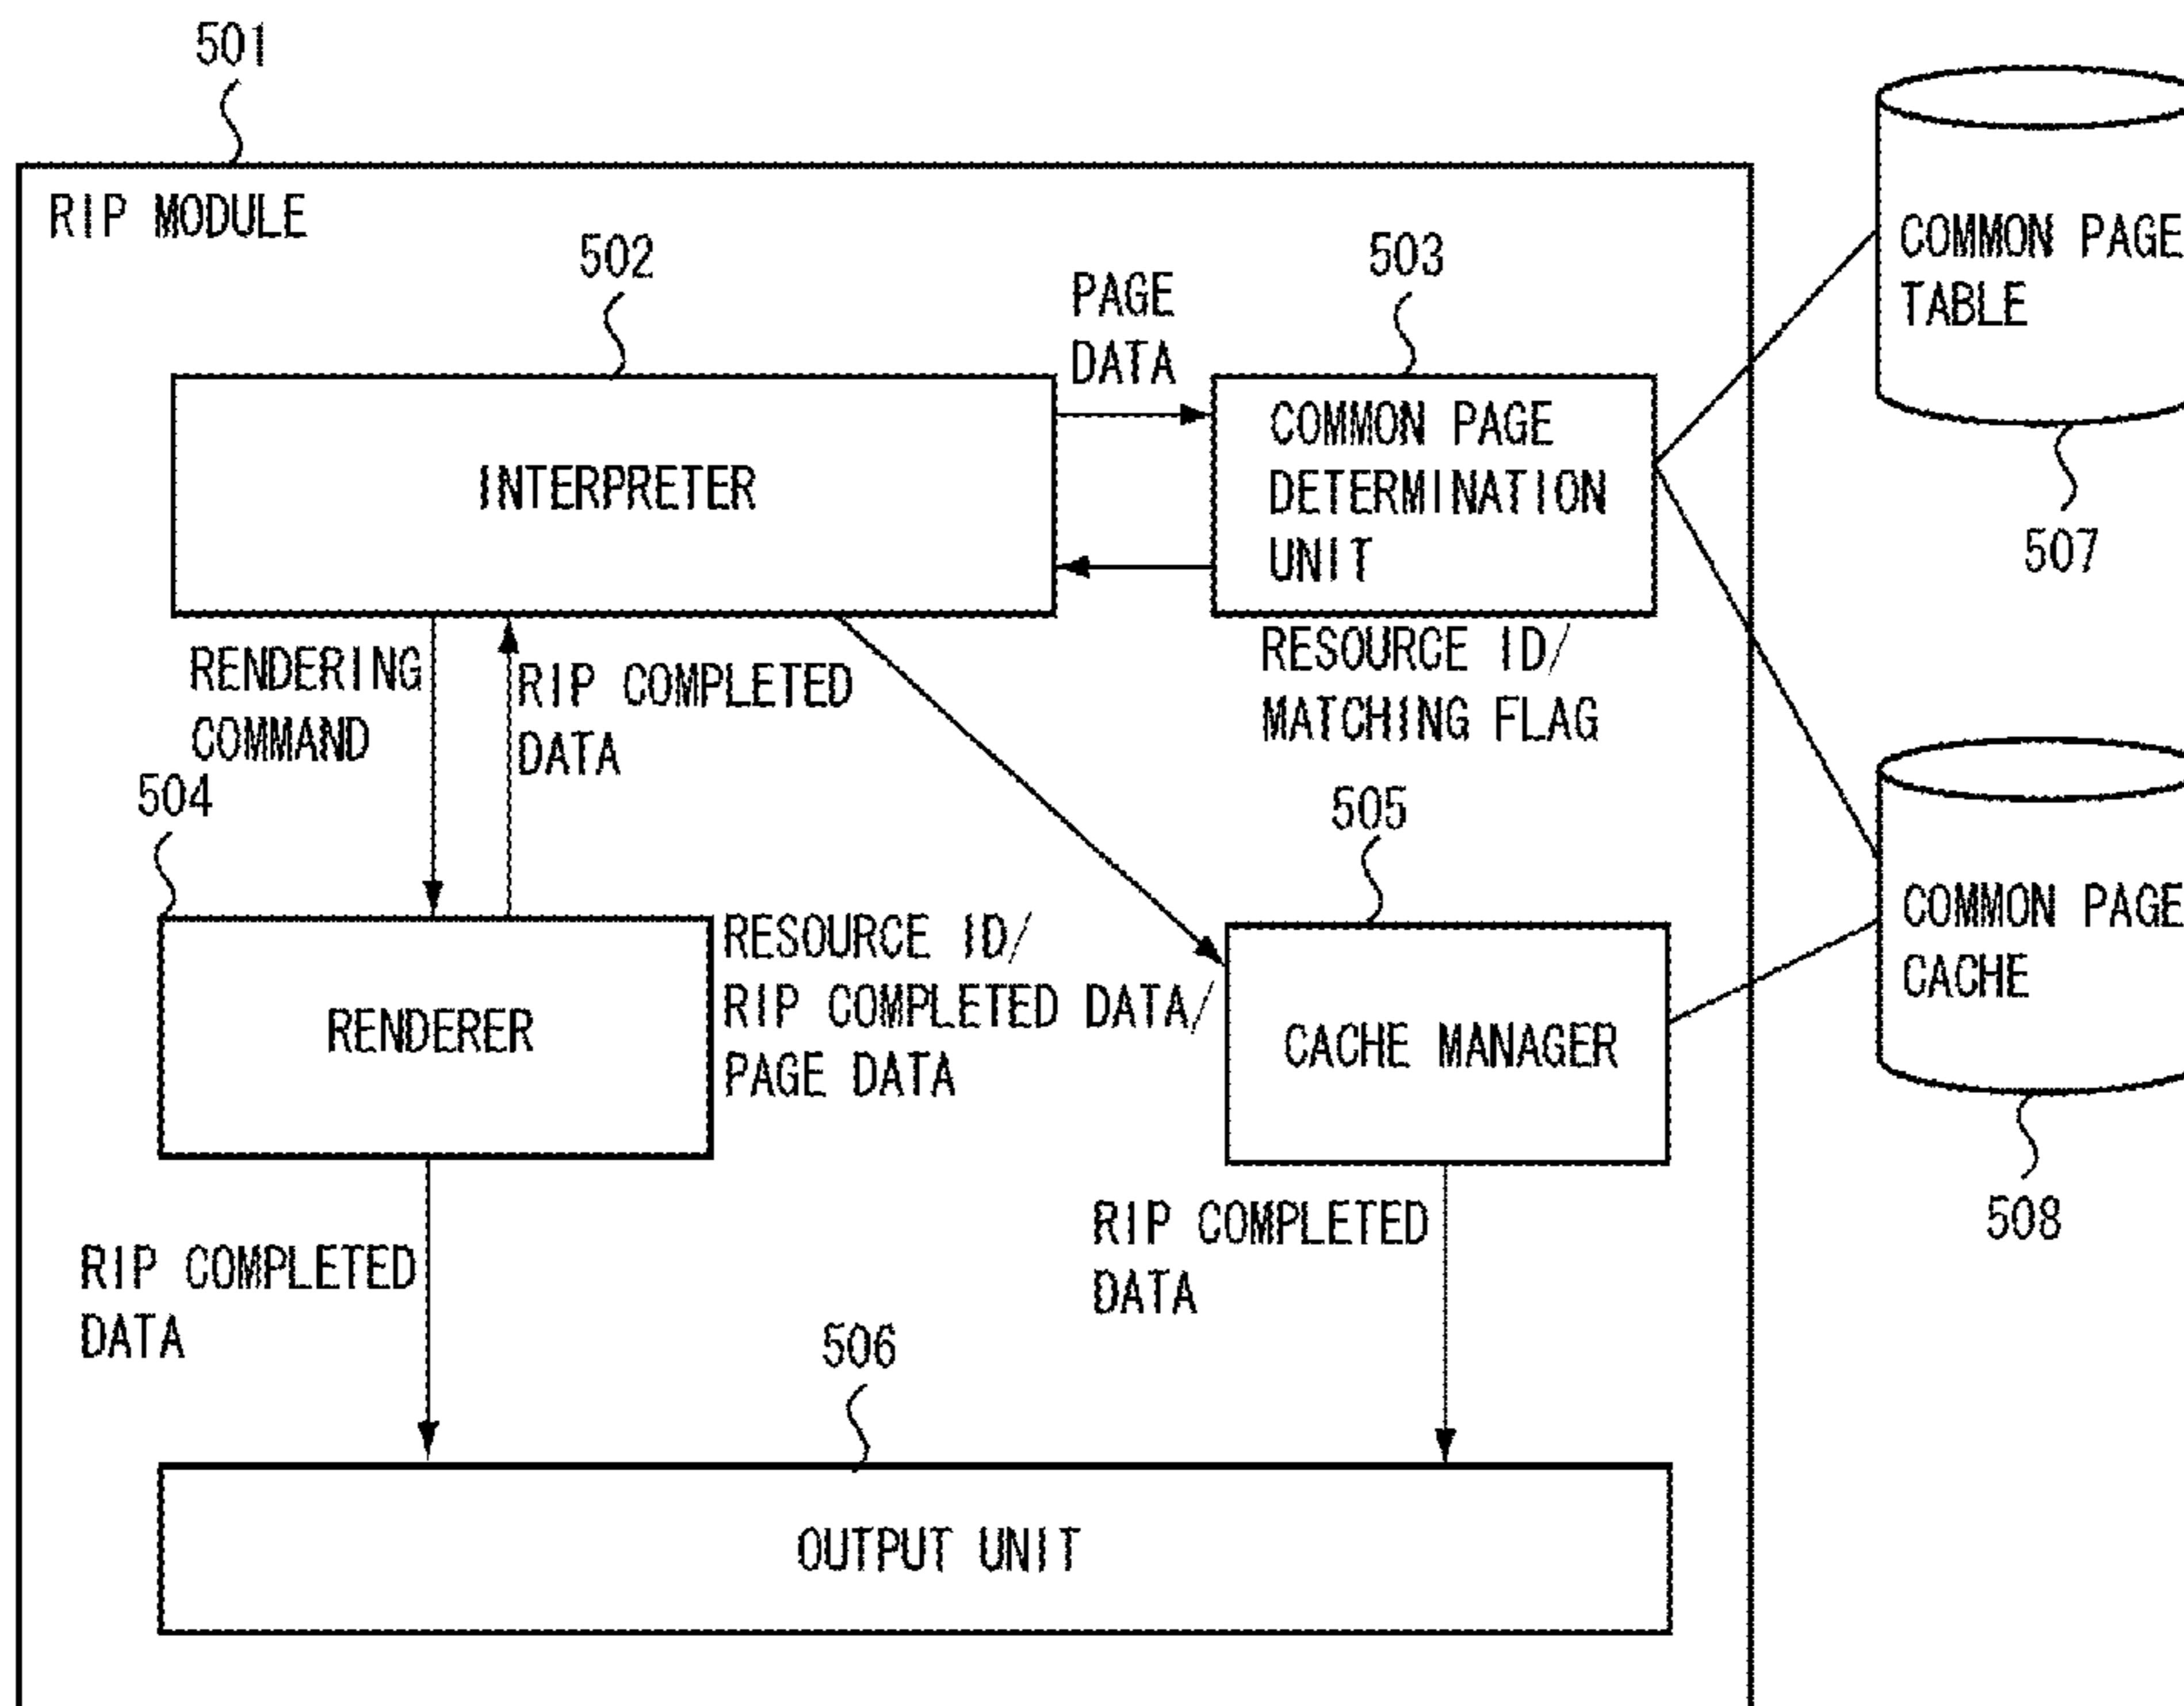 501
RIP MODULE
502
PAGE
DATA
503
COMMON PAGE
TABLE
507
INTERPRETER
COMMON PAGE
DETERMINATION
UNIT
RENDERING
COMMAND
RIP COMPLETED
DATA
RESOURCE ID/
MATCHING FLAG
504
505
RENDERER
RESOURCE ID/
RIP COMPLETED DATA/
PAGE DATA
CACHE MANAGER
COMMON PAGE
CACHE
508
RIP COMPLETED
DATA
RIP COMPLETED
DATA
506
OUTPUT UNIT